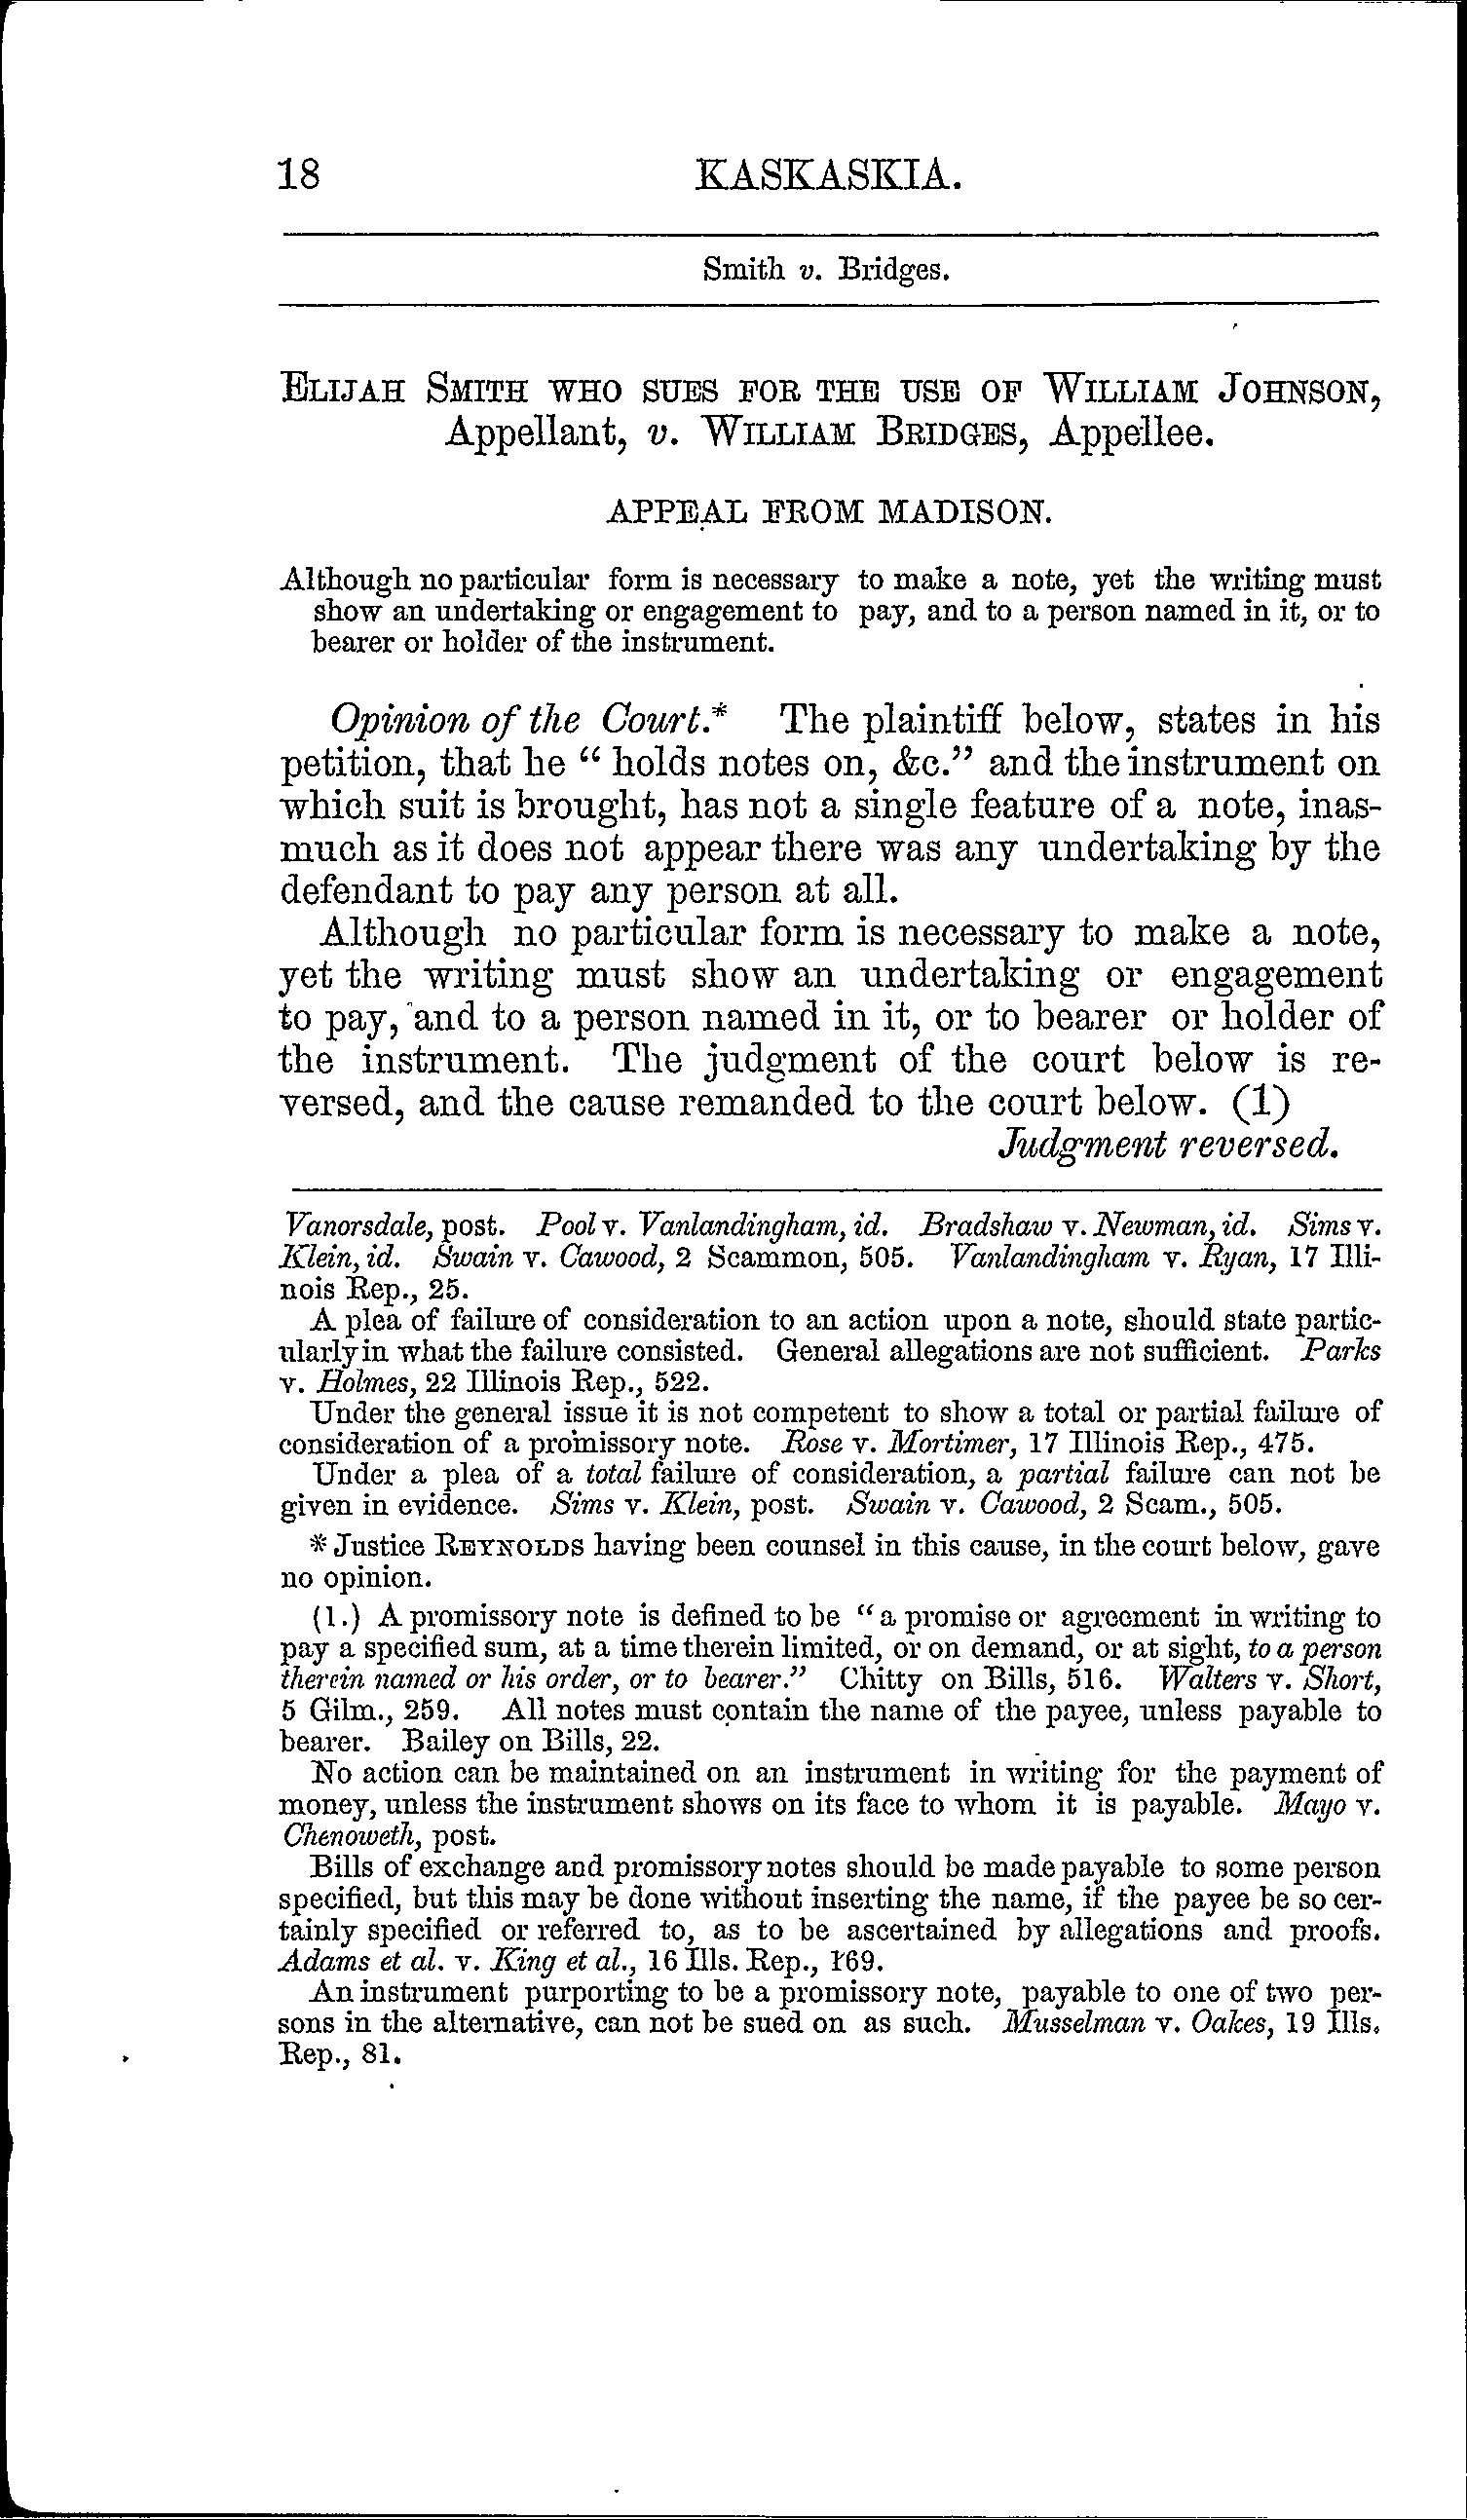 18 KASKASKIA.
Smith v. Bridges.
ELIJAH SMITH WHO SUES FOR THE USE OF WILLIAM JOHNSON,
Appellant, v. WILLIAM BRIDGES, Appellee.
APPEAL FROM MADISON.
Although no particular form is necessary to make a note, yet the writing must
show an undertaking or engagement to pay, and to a person named in it, or to
bearer or holder of the instrument.
Opinion of the Court.* The plaintiff below, states in his
petition, that he “ holds notes on, &c.” and the instrument on
which suit is brought, has not a single feature of a note, inas-
much as it does not appear there was any undertaking by the
defendant to pay any person at all.
Although no particular form is necessary to make a note,
yet the writing must show an undertaking or engagement
to pay, and to a person named in it, or to bearer or holder of
the instrument. The judgment of the court below is re-
versed, and the cause remanded to the court below. (1)
Judgment reversed.
Vanorsdale, post. Pool v. Vanlandingham, id. Bradshaw v. Newman, id. Sims v.
Klein, id. Swain v. Cawood, 2 Scammon, 505. Vanlandingham v. Ryan, 17 Illi-
nois Rep., 25.
A plea of failure of consideration to an action upon a note, should state partic-
ularly in what the failure consisted. General allegations are not sufficient. Parks
v. Holmes, 22 Illinois Rep., 522.
Under the general issue it is not competent to show a total or partial failure of
consideration of a promissory note. Rose v. Mortimer, 17 Illinois Rep., 475.
Under a plea of a total failure of consideration, a partial failure can not be
given in evidence. Sims v. Klein, post. Swain v. Cawood, 2 Scam., 505.
* Justice REYNOLDS having been counsel in this cause, in the court below, gave
no opinion.
(1.) A promissory note is defined to be “ a promise or agreement in writing to
pay a specified sum, at a time therein limited, or on demand, or at sight, to a person
therein named or his order, or to bearer.” Chitty on Bills, 516. Walters v. Short,
5 Gilm., 259. All notes must contain the name of the payee, unless payable to
bearer. Bailey on Bills, 22.
No action can be maintained on an instrument in writing for the payment of
money, unless the instrument shows on its face to whom it is payable. Mayo v.
Chenoweth, post.
Bills of exchange and promissory notes should be made payable to some person
specified, but this may be done without inserting the name, if the payee be so cer-
tainly specified or referred to, as to be ascertained by allegations and proofs.
Adams et al. v. King et al., 16 Ills. Rep., 169.
An instrument purporting to be a promissory note, payable to one of two per-
sons in the alternative, can not be sued on as such. Musselman v. Oakes, 19 Ills.
Rep., 81.